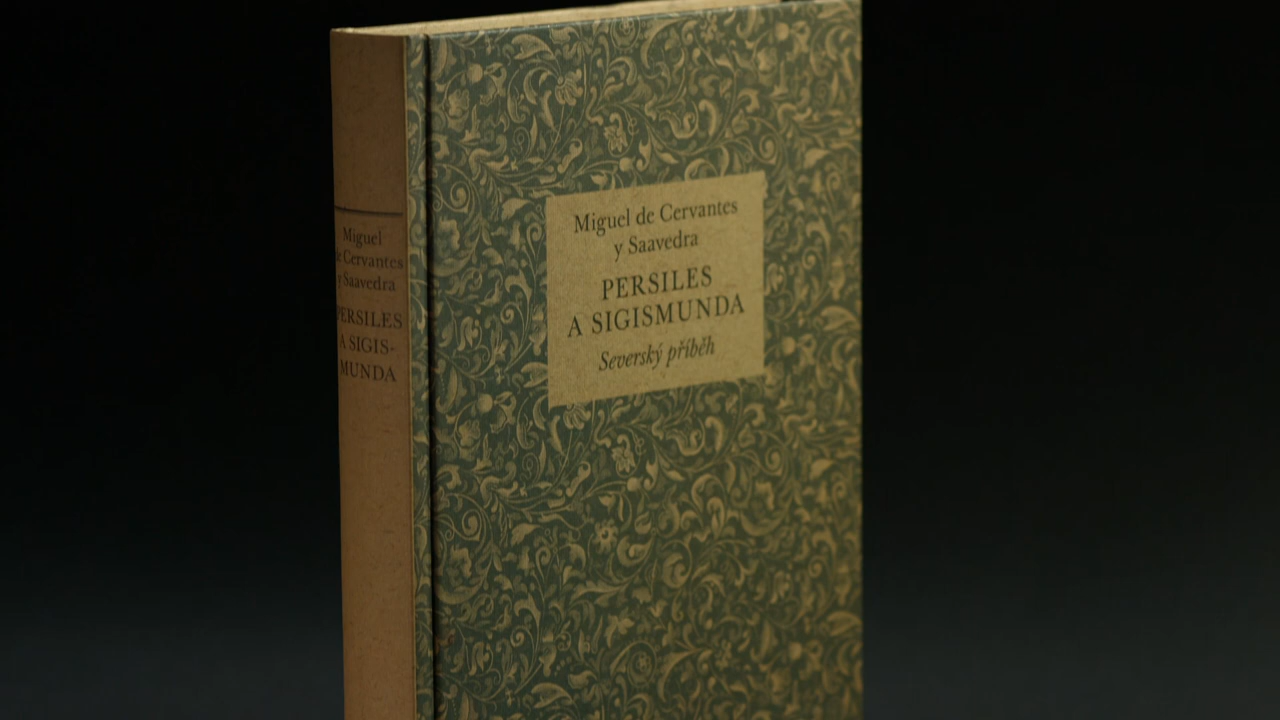 Miguel
de Cervantes
y Saavedra
PERSILES
A SIGIS-
MUNDA
Miguel de Cervantes
y Saavedra
PERSILES
A SIGISMUNDA
Severský příběh